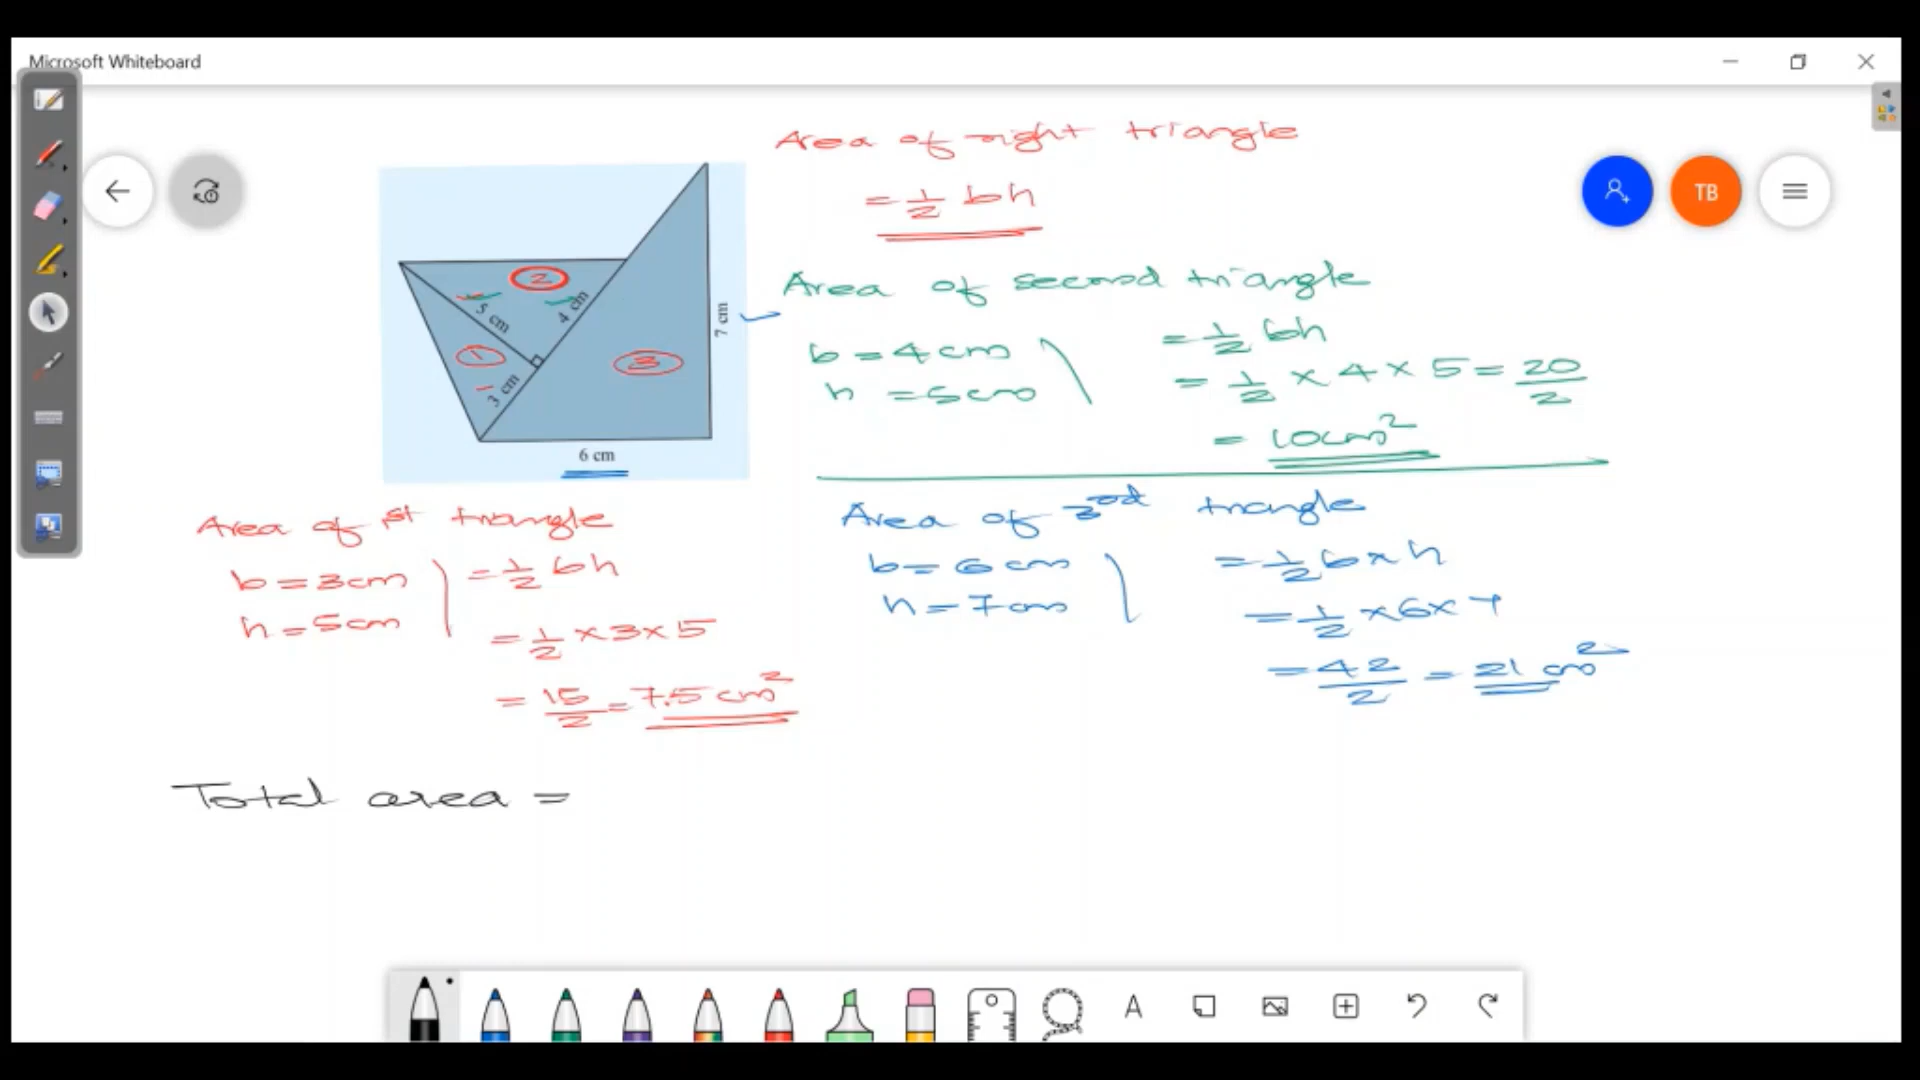 Microsoft Whiteboard
TB
Area of right triangle
= 1/2 bh
2
5 cm
4 cm
7 cm
1
3 cm
3
6 cm
Area of second triangle
b = 4cm
h = 5cm
= 1/2 bh
= 1/2 × 4 × 5 = 20/2
= 10cm²
Area of 1st triangle
b = 3cm
h = 5cm
= 1/2 bh
= 1/2 × 3 × 5
= 15/2 = 7.5 cm²
Area of 3rd triangle
b = 6cm
h = 7cm
= 1/2 b × h
= 1/2 × 6 × 7
= 42/2 = 21 cm²
Total area =
A